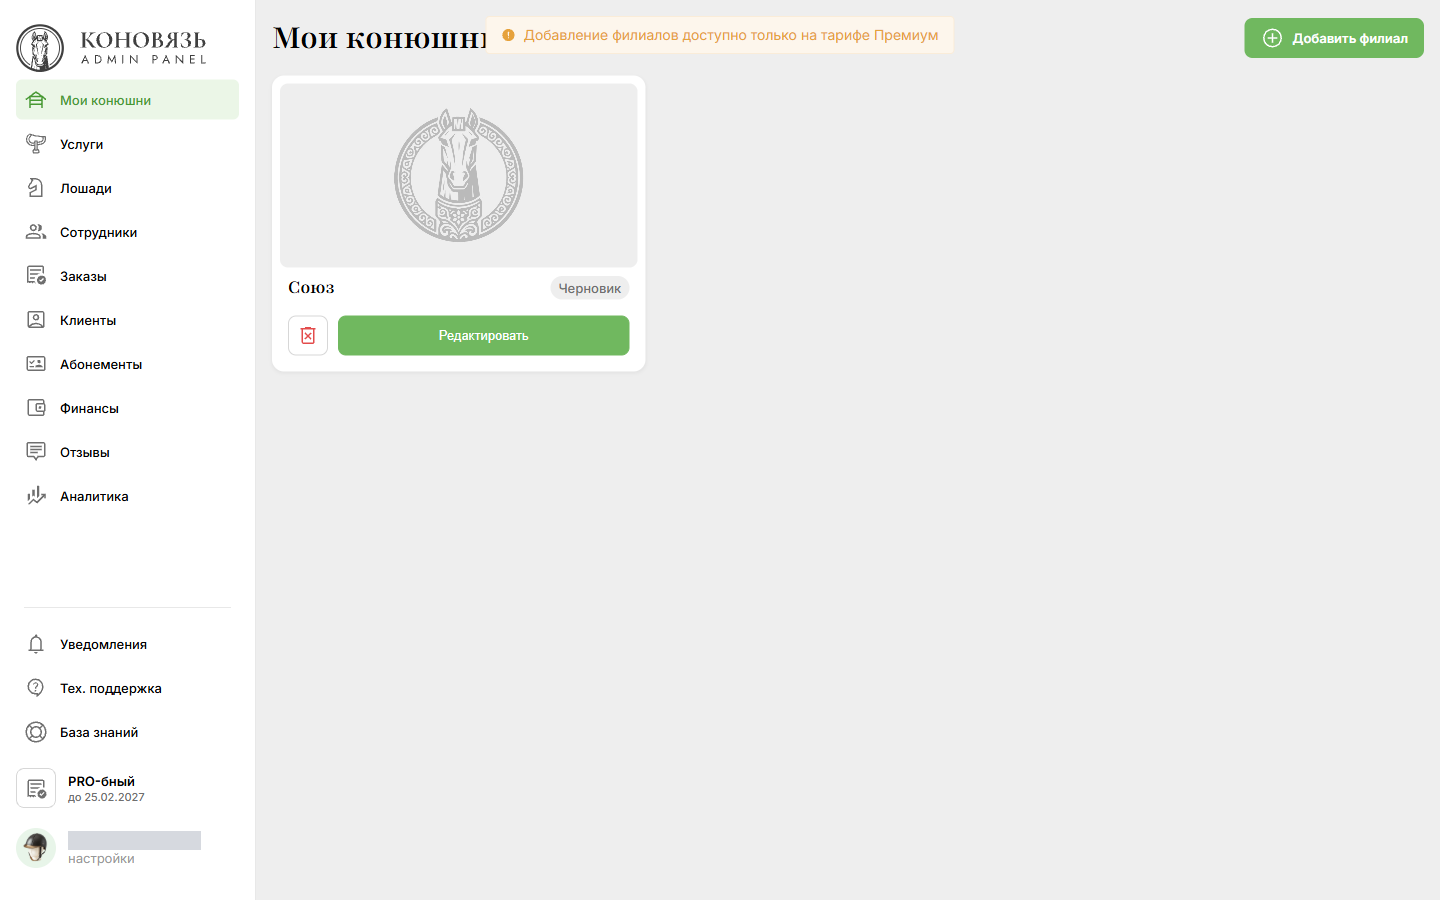 КОНОВЯЗЬ
ADMIN PANEL
Мои конюшни
Услуги
Лошади
Сотрудники
Заказы
Клиенты
Абонементы
Финансы
Отзывы
Аналитика
Уведомления
Тех. поддержка
База знаний
PRO-бный
до 25.02.2027
настройки
Мои конюшни
Добавление филиалов доступно только на тарифе Премиум
Добавить филиал
Союз
Черновик
Редактировать